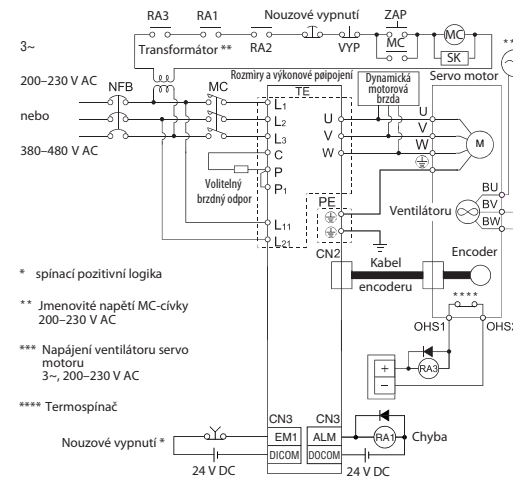 RA3 RA1 Nouzové vypnutí ZAP
MC
3~
Transformátor ** RA2 VYP MC SK
**
200–230 V AC
NFB MC
Rozmìry a výkonové pøipojení
TE
Dynamická
motorová
brzda
Servo motor
nebo
380–480 V AC
L1
L2
L3
C
P
P1
L11
L21
U
V
W
U
V
W
M
Volitelný
brzdný odpor
PE
CN2
Ventilátoru
BU
BV
BW
Kabel
encoderu
Encoder
****
OHS1 OHS2
+
−
RA3
* spínací pozitivní logika
** Jmenovité napětí MC-cívky
200–230 V AC
*** Napájení ventilátoru servo
motoru
3~, 200–230 V AC
**** Termospínač
Nouzové vypnutí *
CN3 CN3
EM1 ALM
DICOM DOCOM
RA1 Chyba
24 V DC 24 V DC